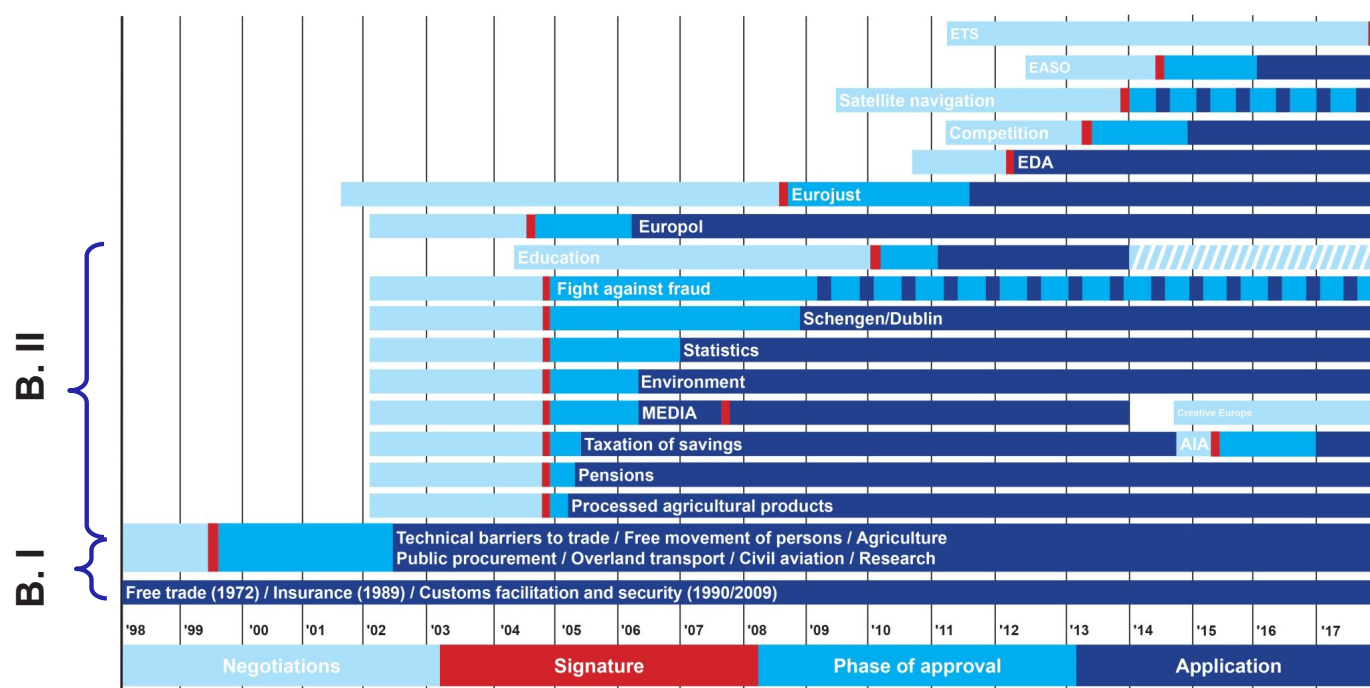 ETS
EASO
Satellite navigation
Competition
EDA
Eurojust
Europol
Education
Fight against fraud
Schengen/Dublin
Statistics
Environment
MEDIA
Creative Europe
Taxation of savings
AIA
Pensions
Processed agricultural products
B. II
Technical barriers to trade / Free movement of persons / Agriculture
Public procurement / Overland transport / Civil aviation / Research
B. I
Free trade (1972) / Insurance (1989) / Customs facilitation and security (1990/2009)
'98 '99 '00 '01 '02 '03 '04 '05 '06 '07 '08 '09 '10 '11 '12 '13 '14 '15 '16 '17
Negotiations Signature Phase of approval Application